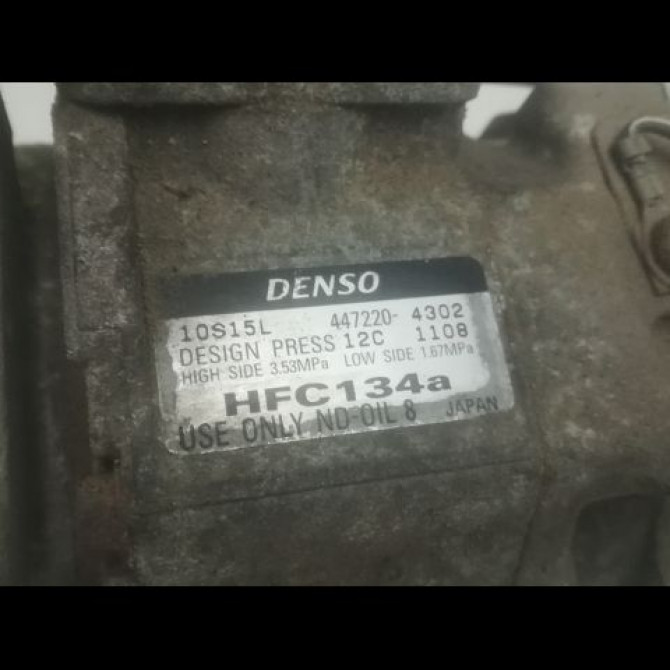 DENSO
10S15L 447220-4302
DESIGN PRESS 12C 1108
HIGH SIDE 3.53MPa LOW SIDE 1.67MPa
HFC134a
USE ONLY ND-OIL 8 JAPAN